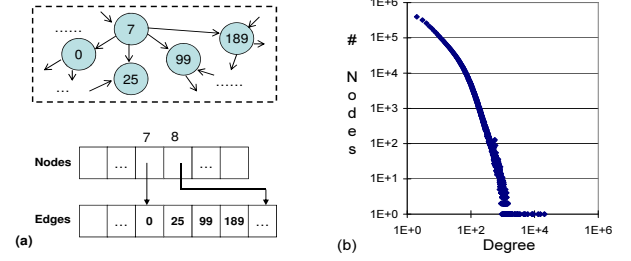 ......
7
189
0
99
25
...
......
7 8
Nodes ... ...
Edges ... 0 25 99 189 ...
(a)
1E+6
# Nodes
1E+5
1E+4
1E+3
1E+2
1E+1
1E+0
1E+0 1E+2 1E+4 1E+6
(b) Degree